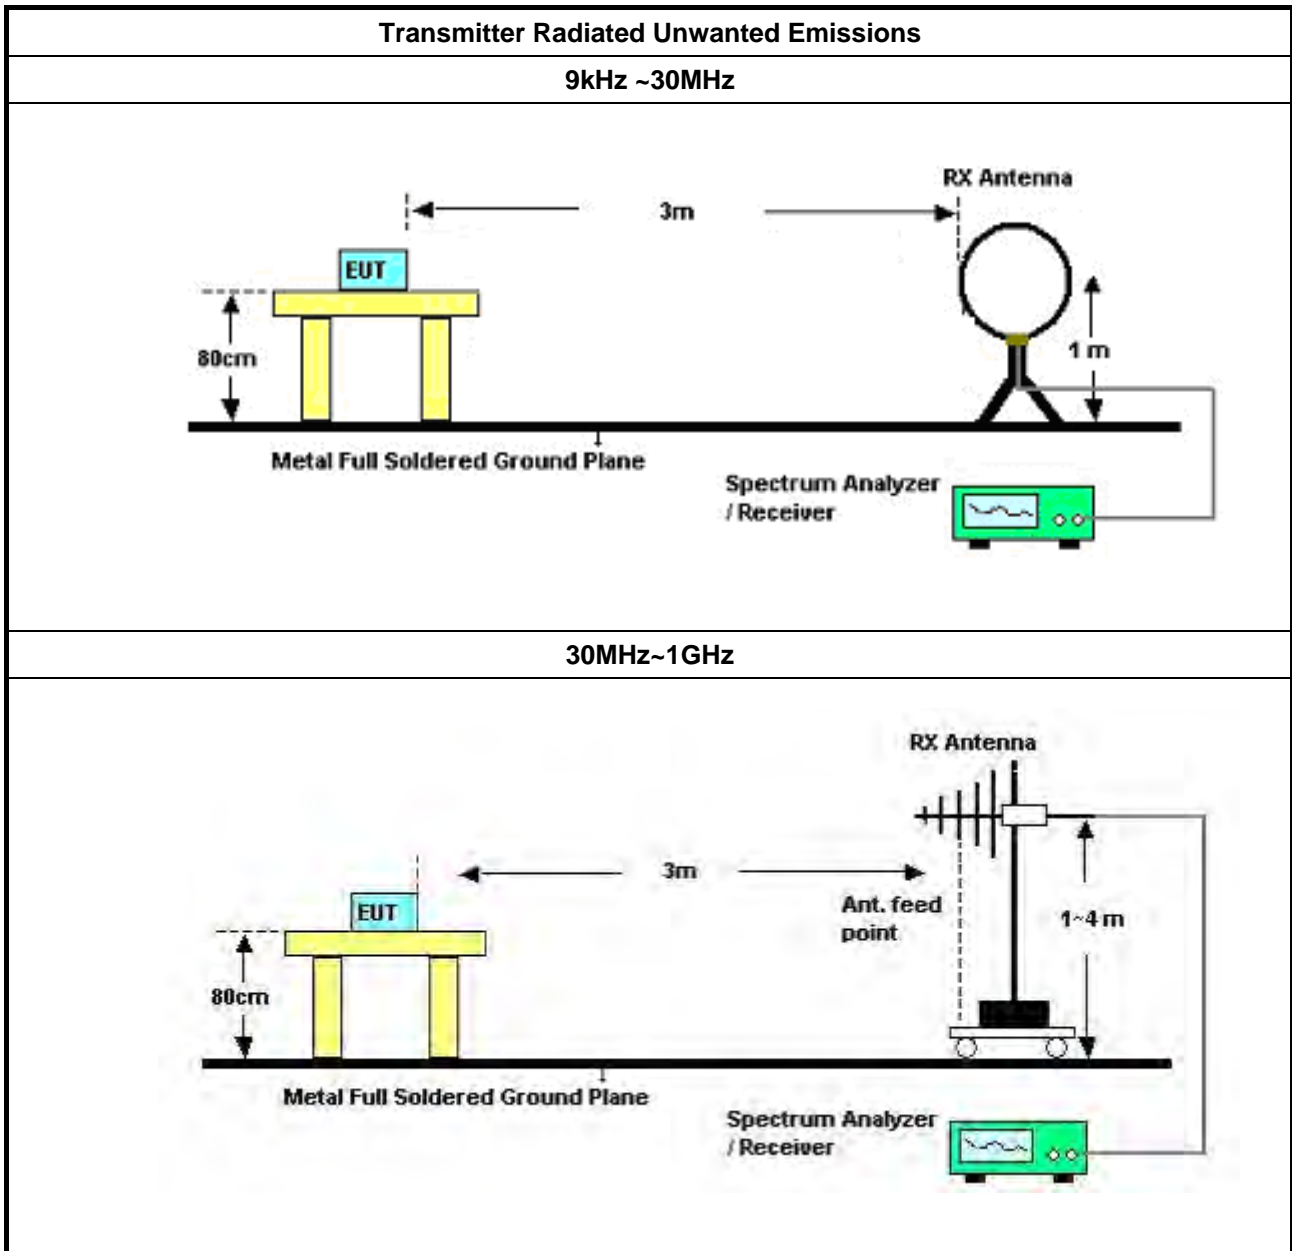 Transmitter Radiated Unwanted Emissions
9kHz ~30MHz
RX Antenna
3m
EUT
80cm
1 m
Metal Full Soldered Ground Plane
Spectrum Analyzer
/ Receiver
30MHz~1GHz
RX Antenna
3m
Ant. feed
point
1~4 m
EUT
80cm
Metal Full Soldered Ground Plane
Spectrum Analyzer
/ Receiver